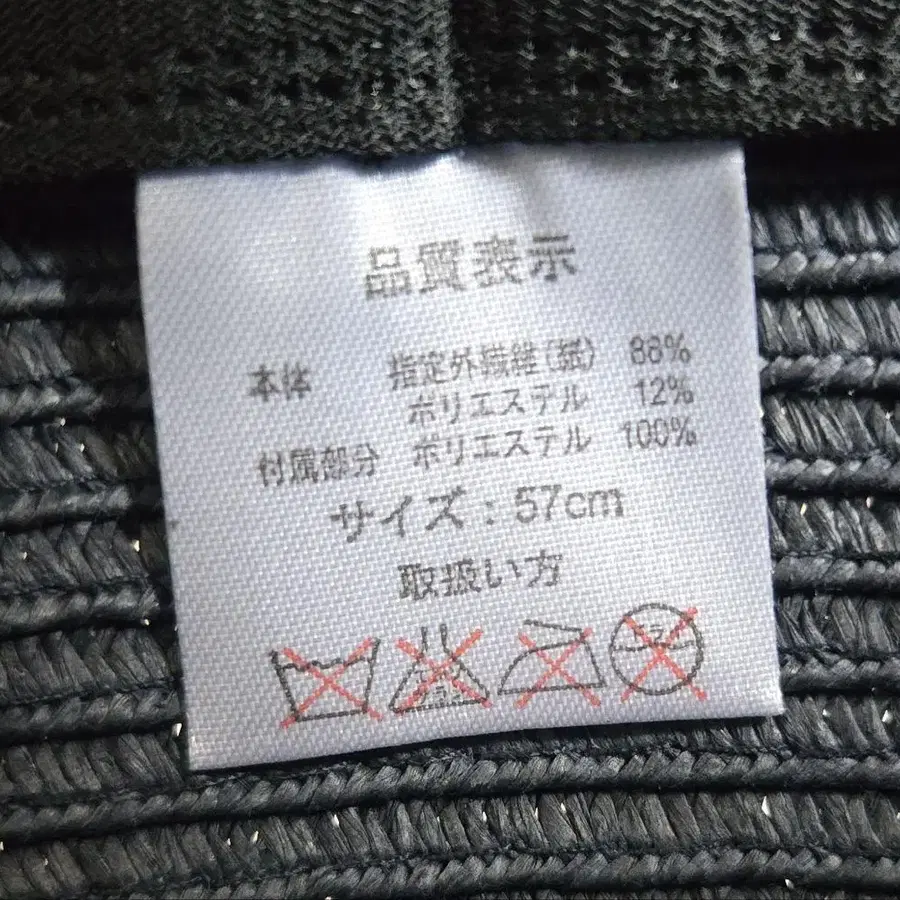 品質表示
本体 指定外繊維(紙) 88%
ポリエステル 12%
付属部分 ポリエステル 100%
サイズ：57cm
取扱い方